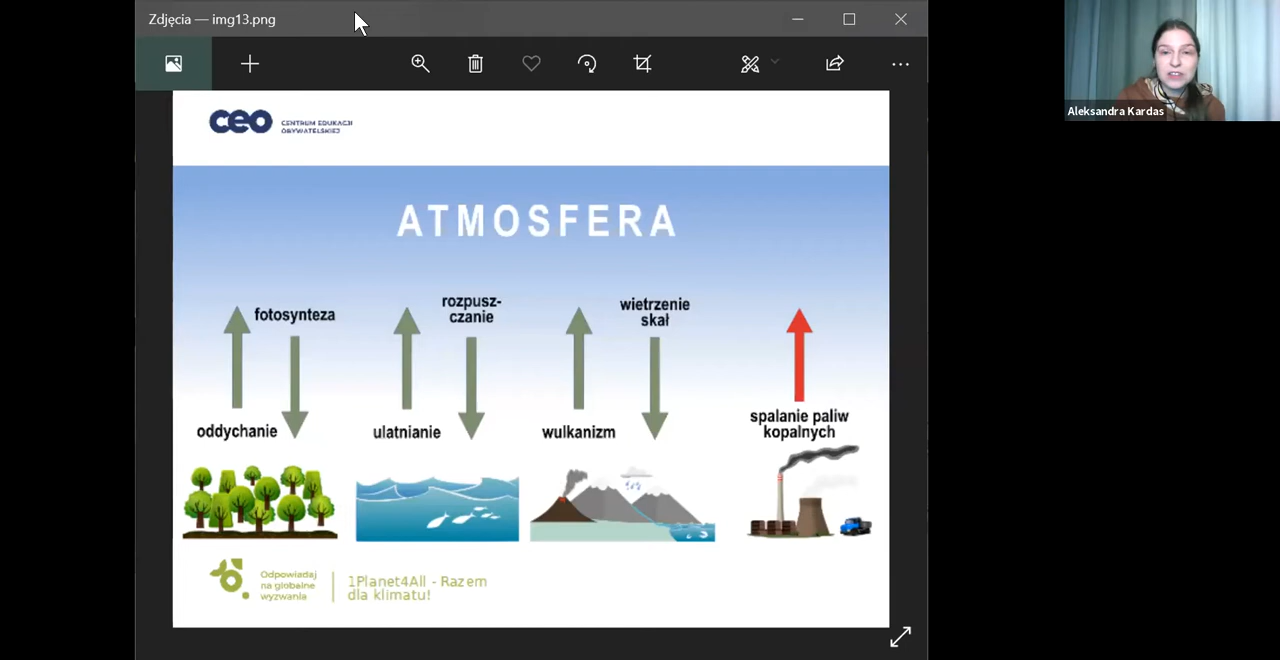 Zdjęcia — img13.png
Aleksandra Kardas
ceo
CENTRUM EDUKACJI
OBYWATELSKIEJ
ATMOSFERA
fotosynteza
rozpusz-
czanie
wietrzenie
skał
oddychanie
ulatnianie
wulkanizm
spalanie paliw
kopalnych
Odpowiadaj
na globalne
wyzwania
1Planet4All - Razem
dla klimatu!